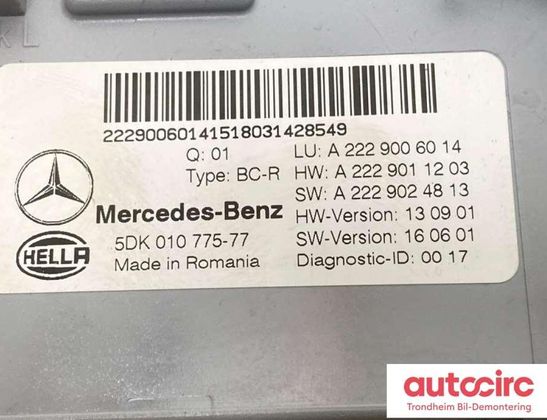 KL
22290060141518031428549
Q: 01
Type: BC-R
LU: A 222 900 60 14
HW: A 222 901 12 03
SW: A 222 902 48 13
Mercedes-Benz
HW-Version: 13 09 01
5DK 010 775-77
SW-Version: 16 06 01
HELLA
Made in Romania
Diagnostic-ID: 00 17
autocirc
Trondheim Bil-Demontering